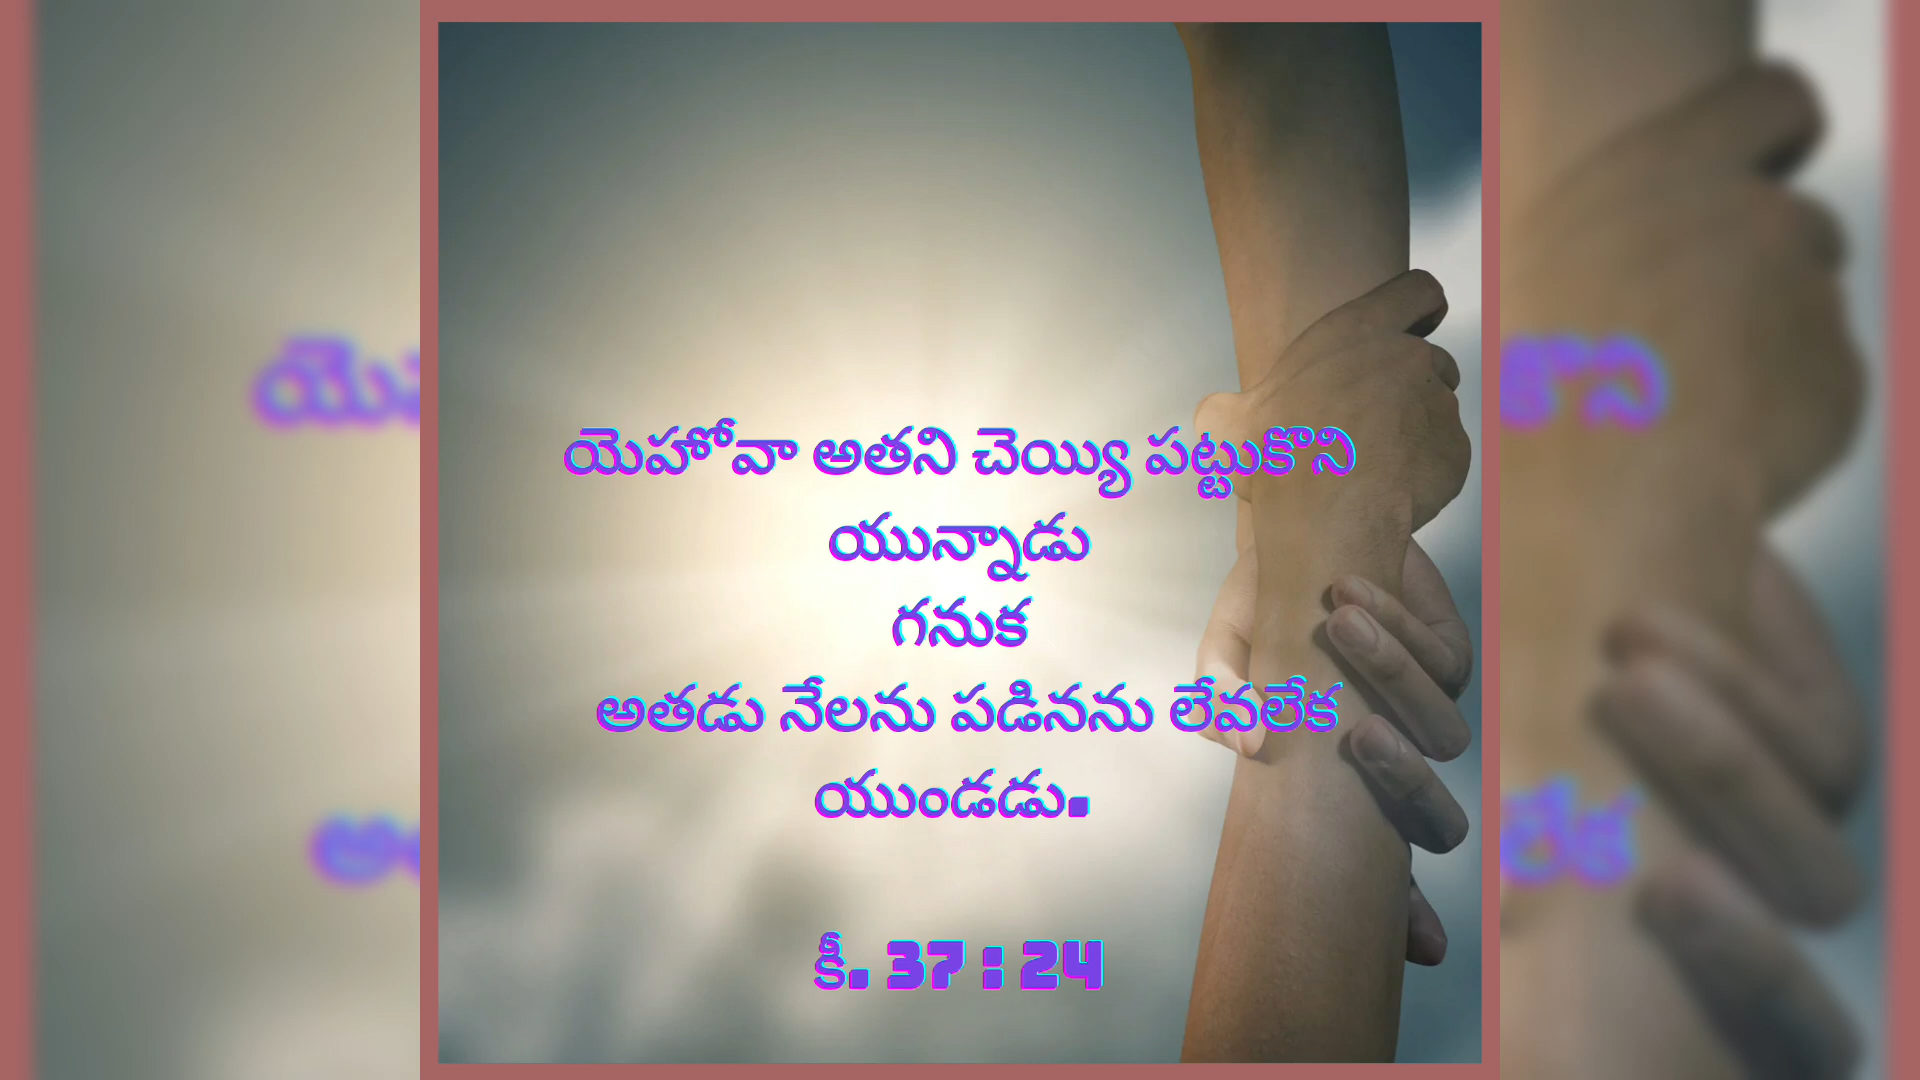 యెహోవా అతని చెయ్యి పట్టుకొని
యున్నాడు
గనుక
అతడు నేలను పడినను లేవలేక
యుండడు.
కీ. 37 : 24